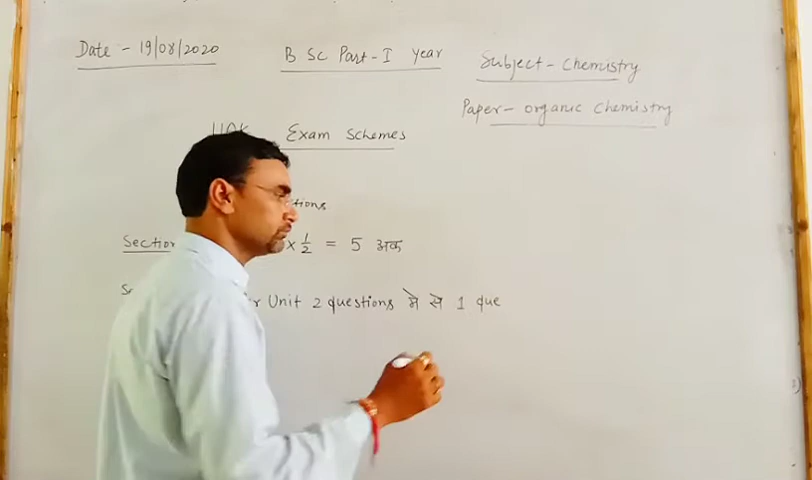 Date - 19/08/2020
B Sc Part - I Year
Subject - Chemistry
Paper - organic chemistry
Exam Schemes
× 1/2 = 5 अक
Unit 2 questions मे से 1 que